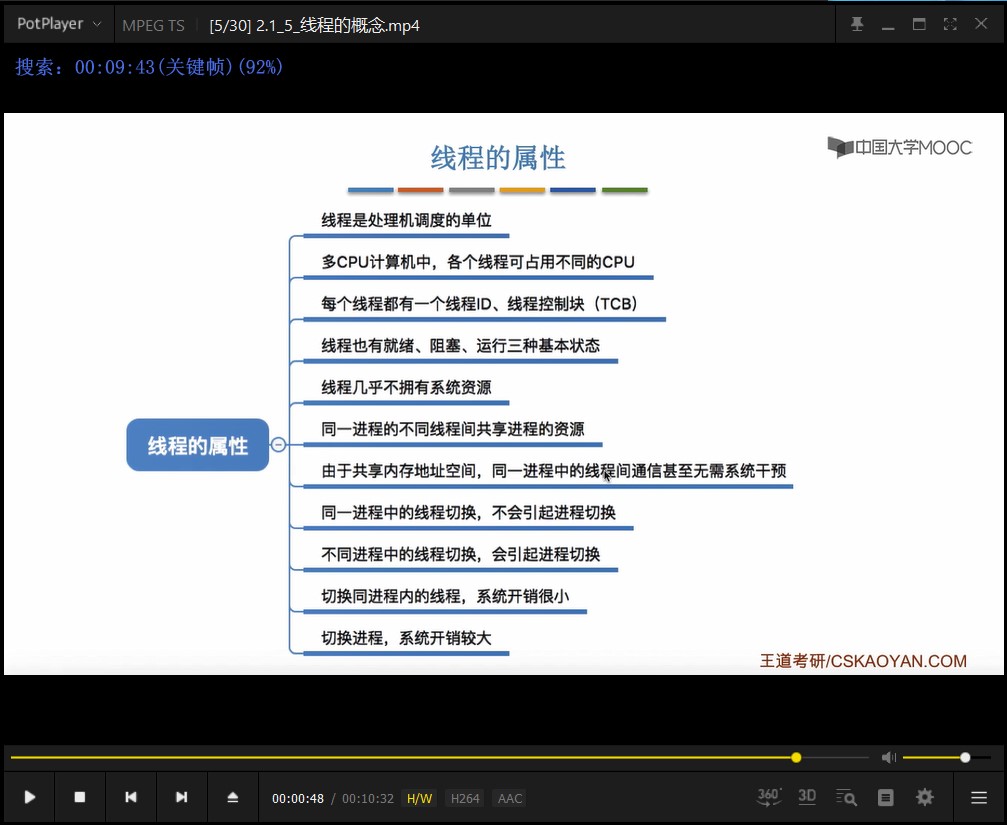 PotPlayer MPEG TS [5/30] 2.1_5_线程的概念.mp4
搜索：00:09:43(关键帧)(92%)
线程的属性
中国大学MOOC
线程是处理机调度的单位
多CPU计算机中，各个线程可占用不同的CPU
每个线程都有一个线程ID、线程控制块（TCB）
线程也有就绪、阻塞、运行三种基本状态
线程几乎不拥有系统资源
同一进程的不同线程间共享进程的资源
线程的属性
由于共享内存地址空间，同一进程中的线程间通信甚至无需系统干预
同一进程中的线程切换，不会引起进程切换
不同进程中的线程切换，会引起进程切换
切换同进程内的线程，系统开销很小
切换进程，系统开销较大
王道考研/CSKAOYAN.COM
00:00:48 / 00:10:32 H/W H264 AAC 360° 3D